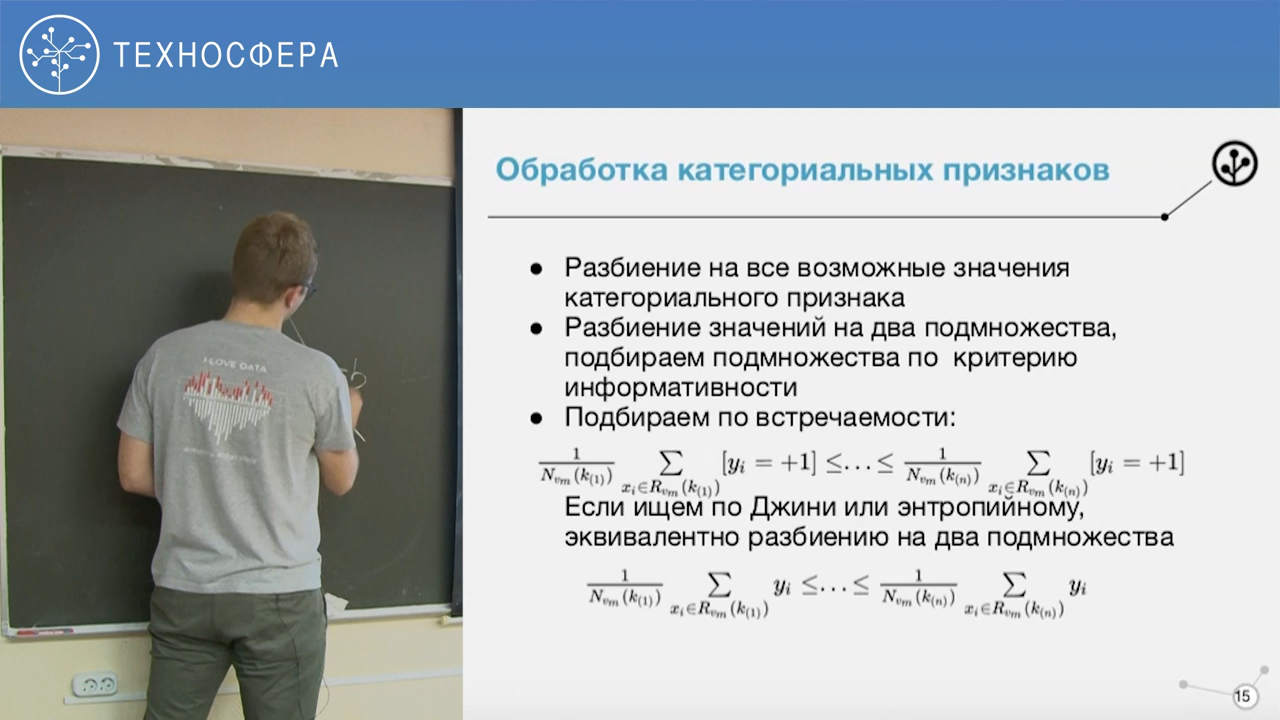 ТЕХНОСФЕРА
I LOVE DATA
Обработка категориальных признаков
● Разбиение на все возможные значения
категориального признака
● Разбиение значений на два подмножества,
подбираем подмножества по критерию
информативности
● Подбираем по встречаемости:
1/N_{v_m}(k_{(1)}) ∑_{x_i∈R_{v_m}(k_{(1)})} [y_i = +1] ≤...≤ 1/N_{v_m}(k_{(n)}) ∑_{x_i∈R_{v_m}(k_{(n)})} [y_i = +1]
Если ищем по Джини или энтропийному,
эквивалентно разбиению на два подмножества
1/N_{v_m}(k_{(1)}) ∑_{x_i∈R_{v_m}(k_{(1)})} y_i ≤...≤ 1/N_{v_m}(k_{(n)}) ∑_{x_i∈R_{v_m}(k_{(n)})} y_i
15